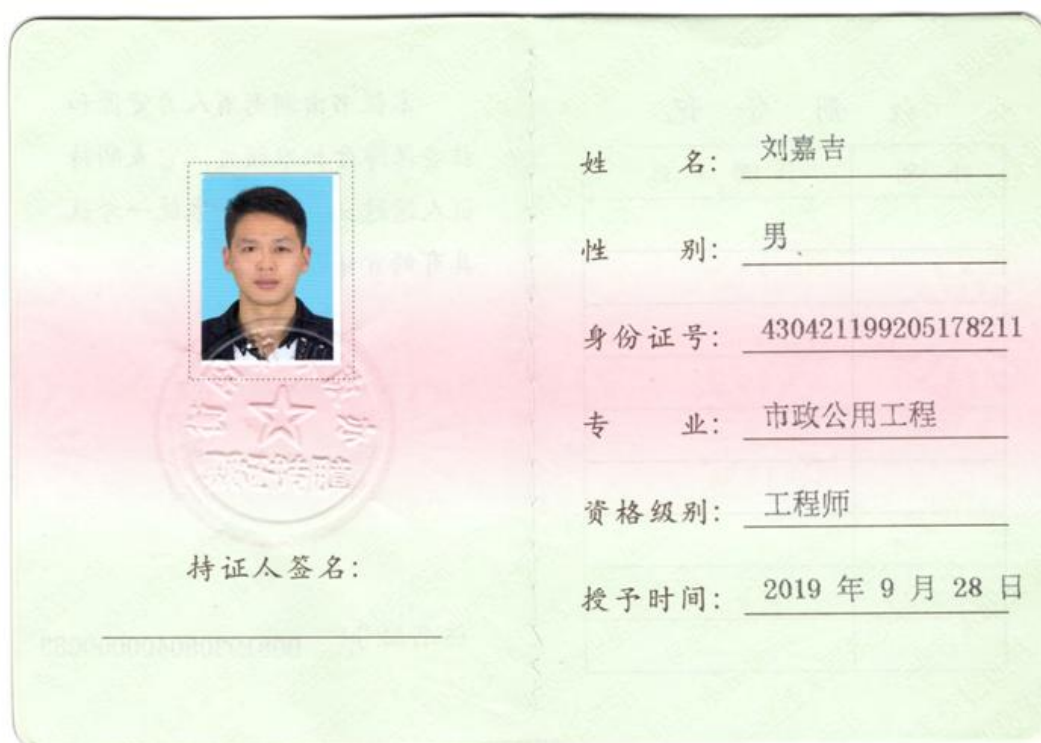 姓 名： 刘嘉吉
性 别： 男
身份证号： 430421199205178211
专 业： 市政公用工程
资格级别： 工程师
授予时间： 2019 年 9 月 28 日
持证人签名：